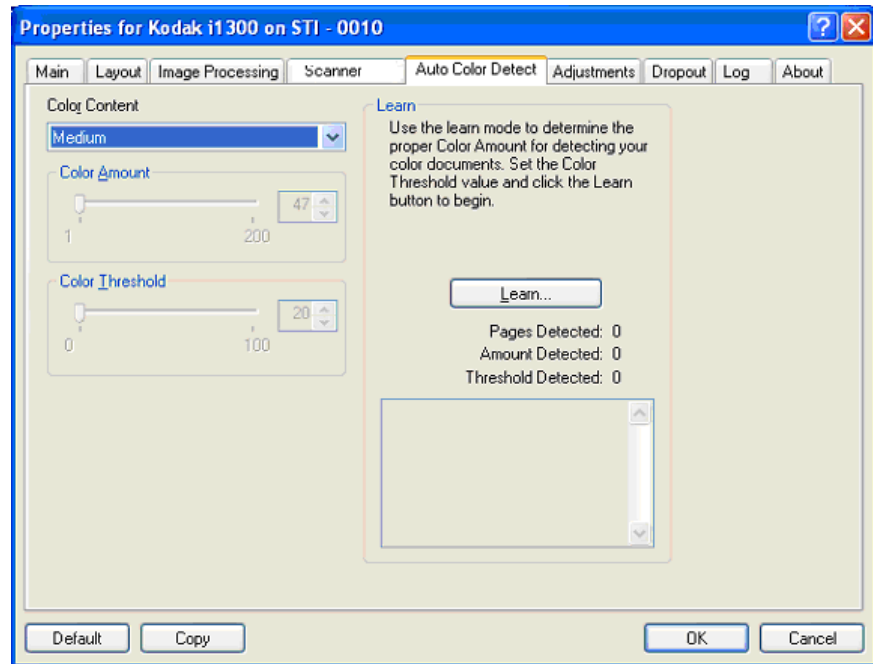 Properties for Kodak i1300 on STI - 0010
Main Layout Image Processing Scanner Auto Color Detect Adjustments Dropout Log About
Color Content
Medium
Color Amount
47
1 200
Color Threshold
20
0 100
Learn
Use the learn mode to determine the
proper Color Amount for detecting your
color documents. Set the Color
Threshold value and click the Learn
button to begin.
Learn...
Pages Detected: 0
Amount Detected: 0
Threshold Detected: 0
Default Copy OK Cancel